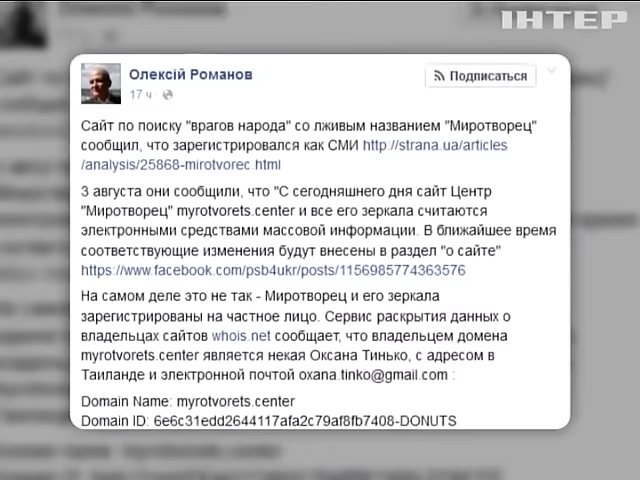 ІНТЕР
Олексій Романов
17 ч ·
Подписаться
Сайт по поиску "врагов народа" со лживым названием "Миротворец"
сообщил, что зарегистрировался как СМИ http://strana.ua/articles
/analysis/25868-mirotvorec.html
3 августа они сообщили, что "С сегодняшнего дня сайт Центр
"Миротворец" myrotvorets.center и все его зеркала считаются
электронными средствами массовой информации. В ближайшее время
соответствующие изменения будут внесены в раздел "о сайте"
https://www.facebook.com/psb4ukr/posts/1156985774363576
На самом деле это не так - Миротворец и его зеркала
зарегистрированы на частное лицо. Сервис раскрытия данных о
владельцах сайтов whois.net сообщает, что владельцем домена
myrotvorets.center является некая Оксана Тинько, с адресом в
Таиланде и электронной почтой oxana.tinko@gmail.com :
Domain Name: myrotvorets.center
Domain ID: 6e6c31edd2644117afa2c79af8fb7408-DONUTS